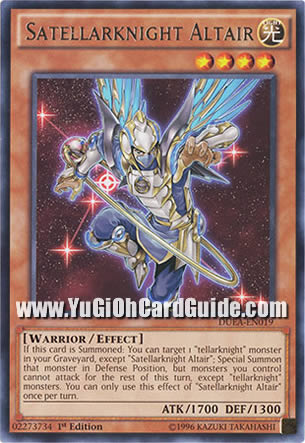 SATELLARKNIGHT ALTAIR
LIGHT
光
www.YuGiOhCardGuide.com
DUEA-EN019
[WARRIOR / EFFECT]
If this card is Summoned: You can target 1 "tellarknight" monster
in your Graveyard, except "Satellarknight Altair"; Special Summon
that monster in Defense Position, but monsters you control
cannot attack for the rest of this turn, except "tellarknight"
monsters. You can only use this effect of "Satellarknight Altair"
once per turn.
ATK/1700 DEF/1300
02273734 1st Edition ©1996 KAZUKI TAKAHASHI